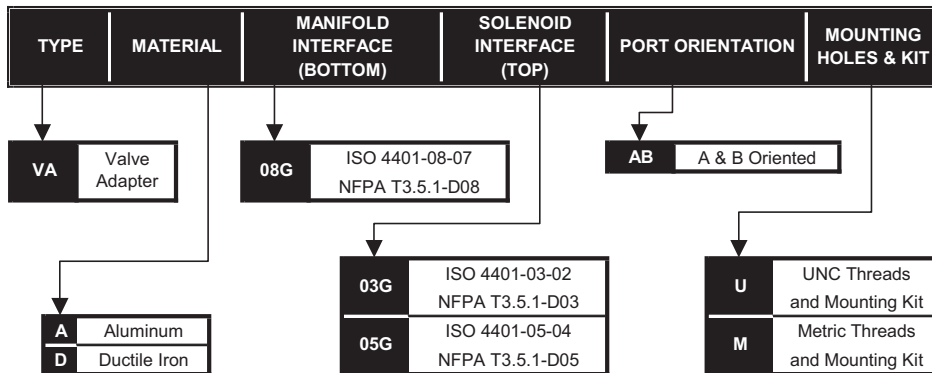 TYPE
MATERIAL
MANIFOLD
INTERFACE
(BOTTOM)
SOLENOID
INTERFACE
(TOP)
PORT ORIENTATION
MOUNTING
HOLES & KIT
VA
Valve
Adapter
08G
ISO 4401-08-07
NFPA T3.5.1-D08
AB
A & B Oriented
A
Aluminum
D
Ductile Iron
03G
ISO 4401-03-02
NFPA T3.5.1-D03
05G
ISO 4401-05-04
NFPA T3.5.1-D05
U
UNC Threads
and Mounting Kit
M
Metric Threads
and Mounting Kit